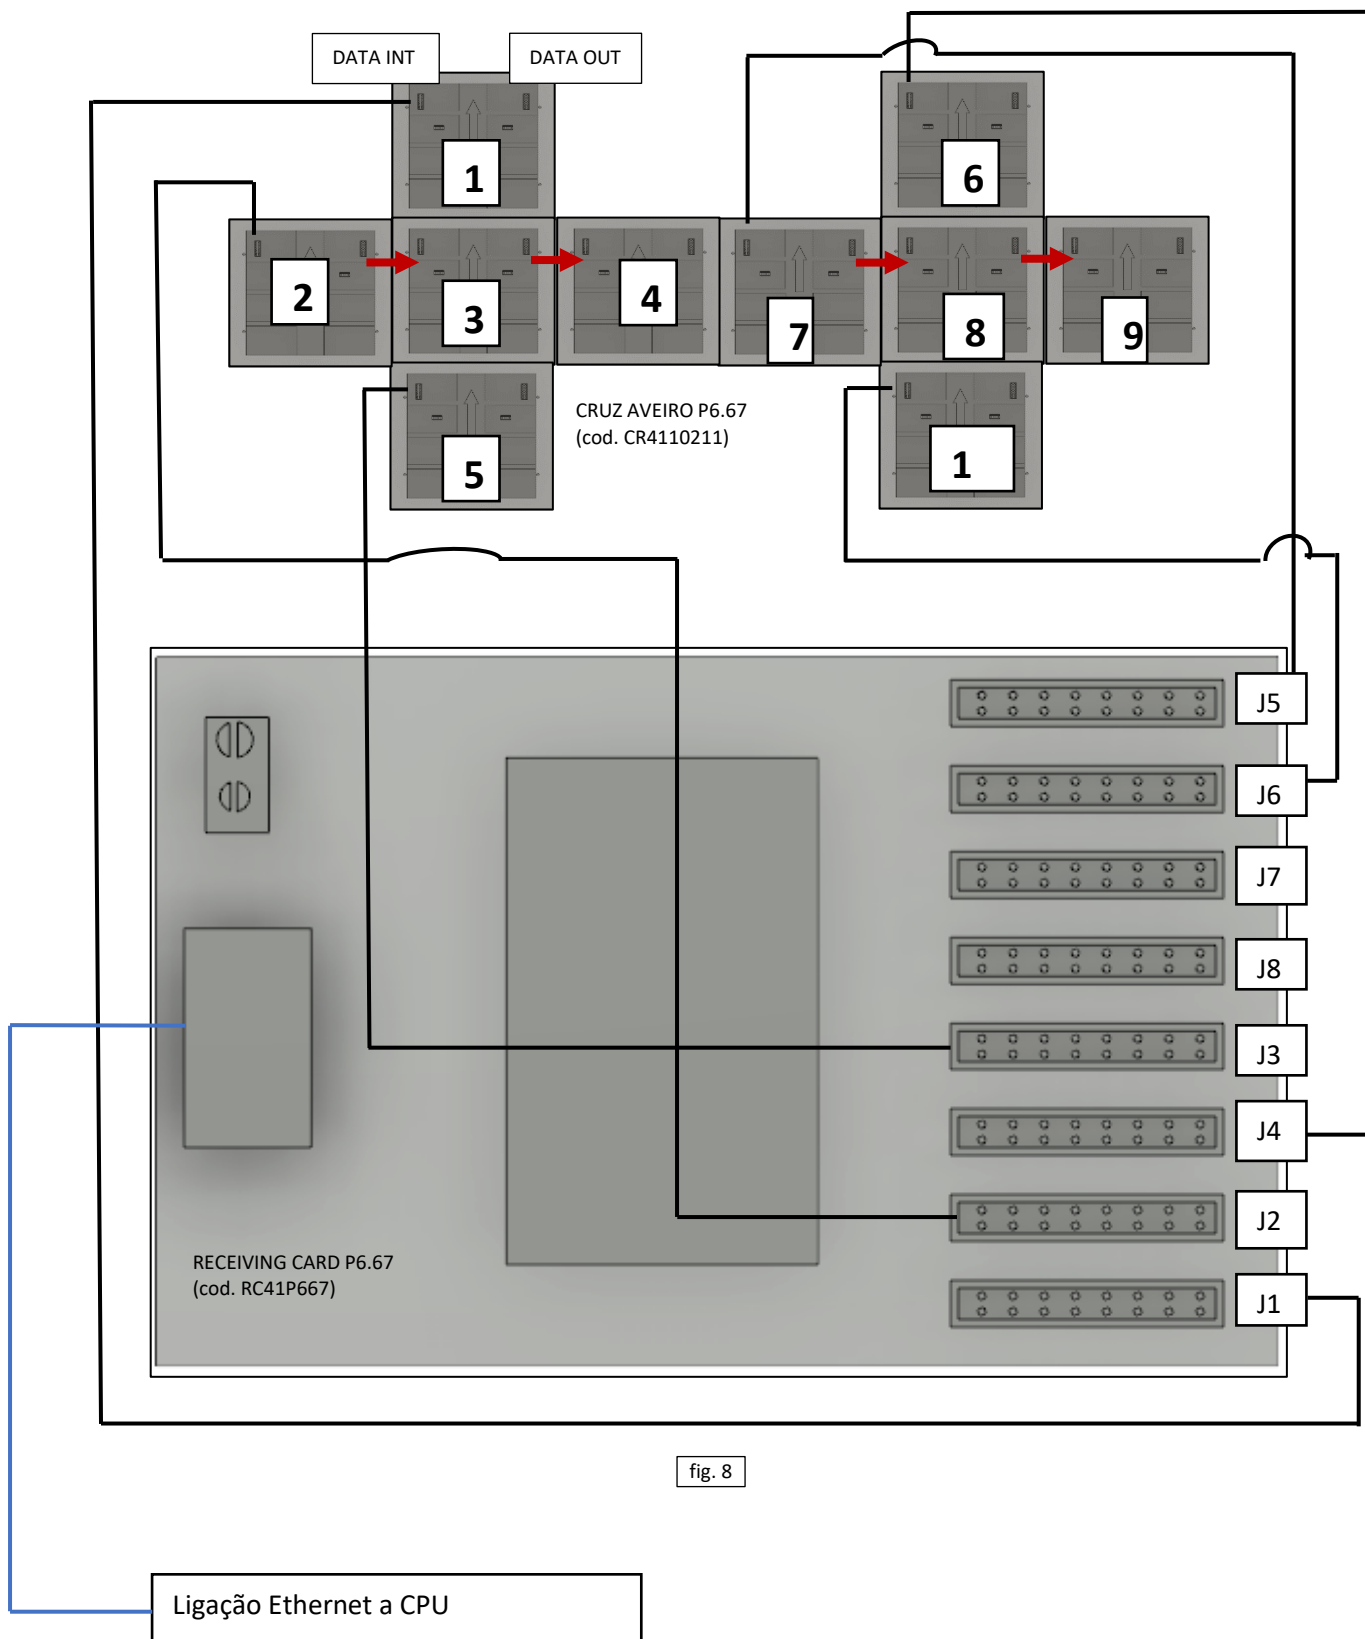 DATA INT
DATA OUT
1
6
2
3
4
7
8
9
5
1
CRUZ AVEIRO P6.67
(cod. CR4110211)
J5
J6
J7
J8
J3
J4
J2
J1
RECEIVING CARD P6.67
(cod. RC41P667)
fig. 8
Ligação Ethernet a CPU